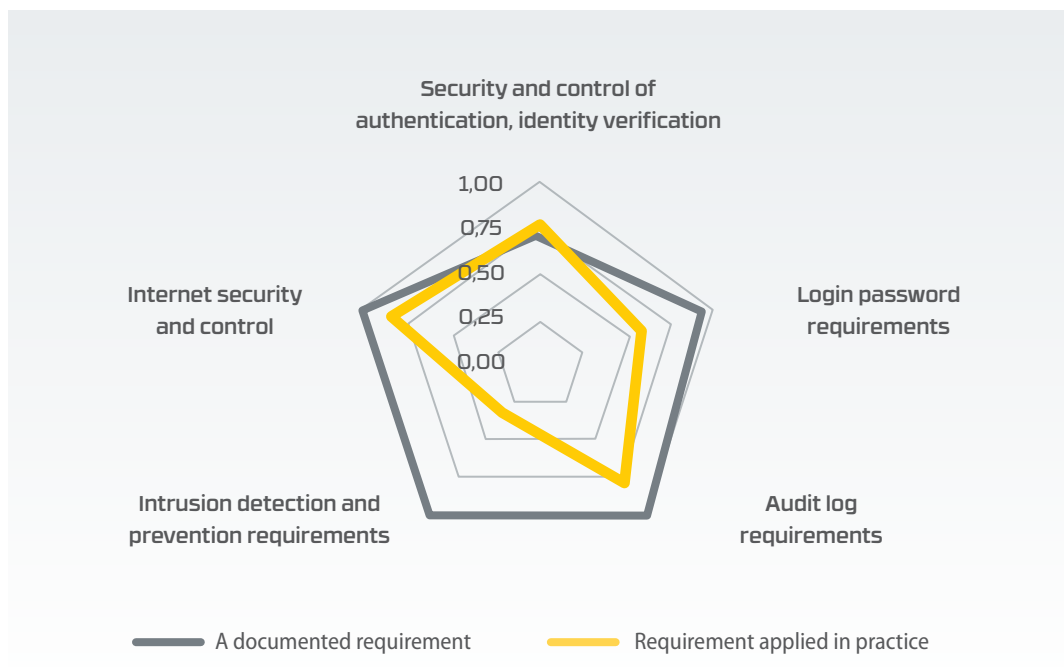 Security and control of
authentication, identity verification
1,00
0,75
0,50
0,25
0,00
Internet security
and control
Login password
requirements
Intrusion detection and
prevention requirements
Audit log
requirements
A documented requirement
Requirement applied in practice